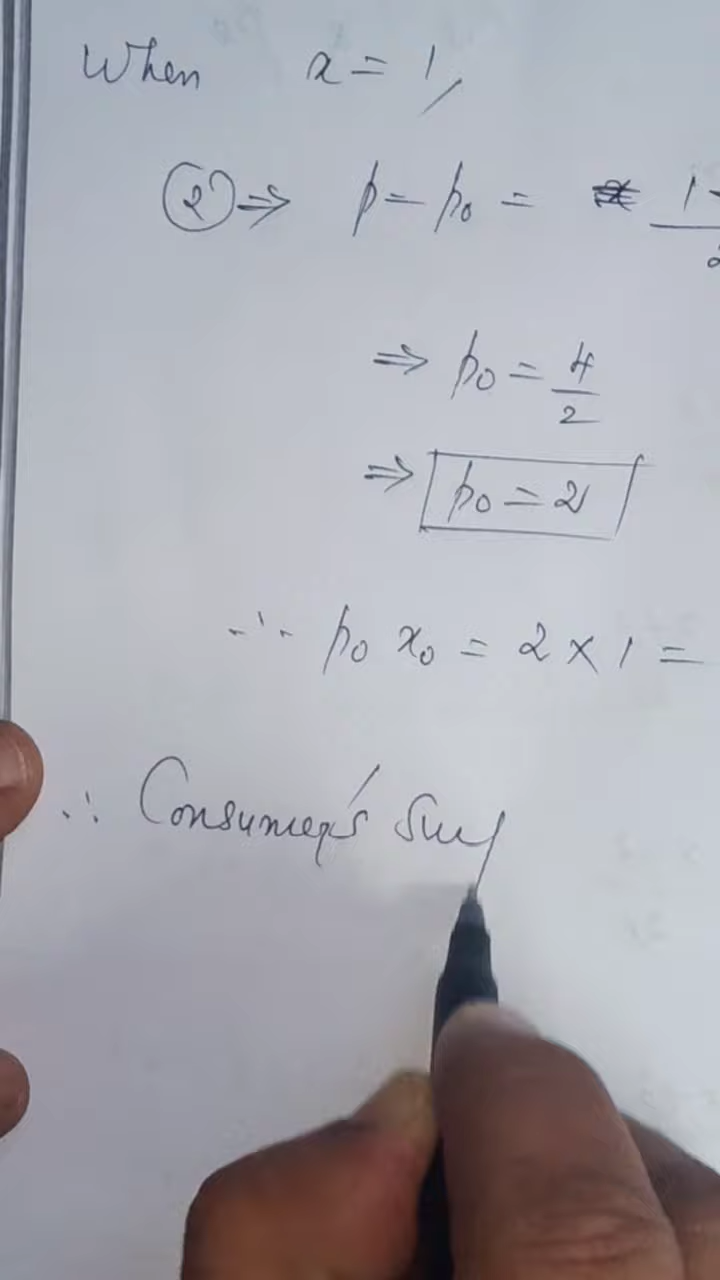 When x = 1,
(2) ⇒ p = p₀ =
⇒ p₀ = 4/2
⇒ p₀ = 2
∴ p₀ x₀ = 2 × 1 =
∴ Consumer's Sur